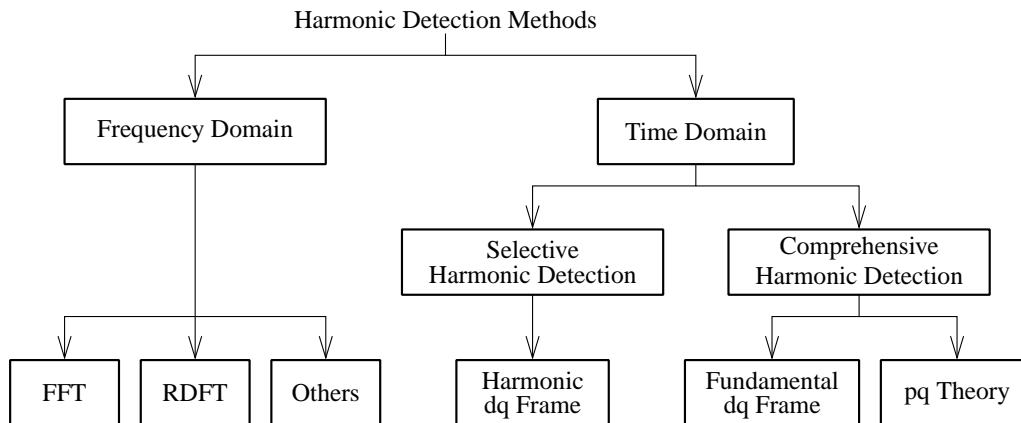 Harmonic Detection Methods
Frequency Domain
Time Domain
Selective
Harmonic Detection
Comprehensive
Harmonic Detection
FFT
RDFT
Others
Harmonic
dq Frame
Fundamental
dq Frame
pq Theory